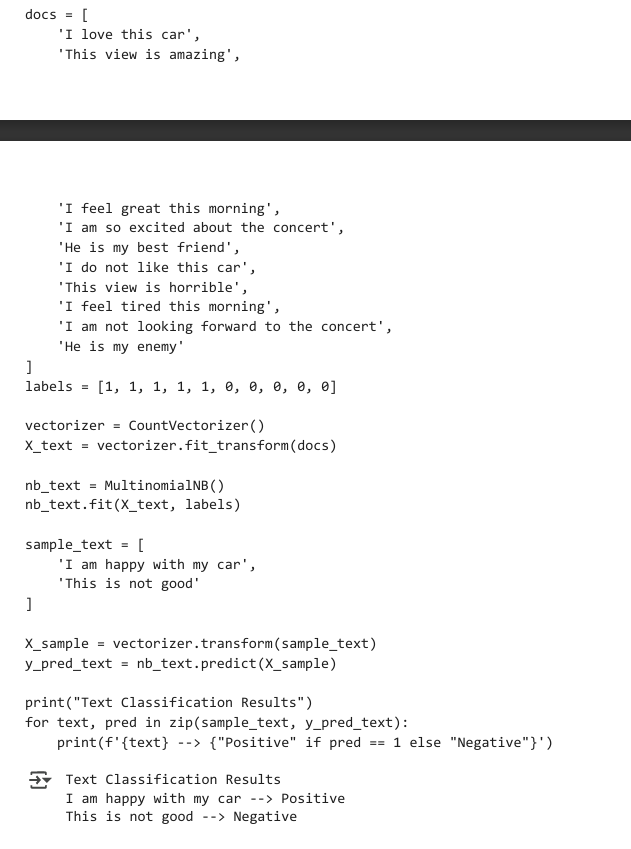 docs = [
    'I love this car',
    'This view is amazing',
    'I feel great this morning',
    'I am so excited about the concert',
    'He is my best friend',
    'I do not like this car',
    'This view is horrible',
    'I feel tired this morning',
    'I am not looking forward to the concert',
    'He is my enemy'
]
labels = [1, 1, 1, 1, 1, 0, 0, 0, 0, 0]
vectorizer = CountVectorizer()
X_text = vectorizer.fit_transform(docs)
nb_text = MultinomialNB()
nb_text.fit(X_text, labels)
sample_text = [
    'I am happy with my car',
    'This is not good'
]
X_sample = vectorizer.transform(sample_text)
y_pred_text = nb_text.predict(X_sample)
print("Text Classification Results")
for text, pred in zip(sample_text, y_pred_text):
    print(f'{text} --> {"Positive" if pred == 1 else "Negative"}')
Text Classification Results
I am happy with my car --> Positive
This is not good --> Negative